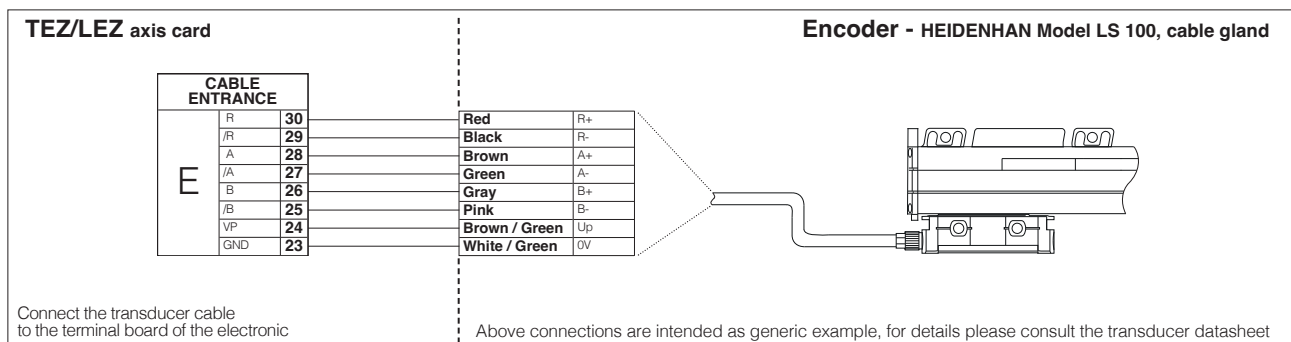 TEZ/LEZ axis card
Encoder - HEIDENHAN Model LS 100, cable gland
CABLE
ENTRANCE
E
R 30 Red R+
/R 29 Black R-
A 28 Brown A+
/A 27 Green A-
B 26 Gray B+
/B 25 Pink B-
VP 24 Brown / Green Up
GND 23 White / Green 0V
Connect the transducer cable
to the terminal board of the electronic
Above connections are intended as generic example, for details please consult the transducer datasheet